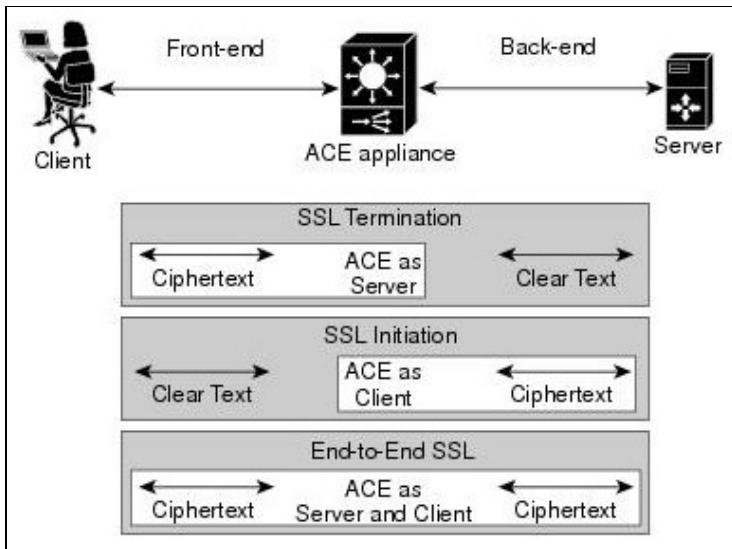 Front-end
Back-end
Client
ACE appliance
Server
SSL Termination
Ciphertext
ACE as
Server
Clear Text
SSL Initiation
Clear Text
ACE as
Client
Ciphertext
End-to-End SSL
Ciphertext
ACE as
Server and Client
Ciphertext